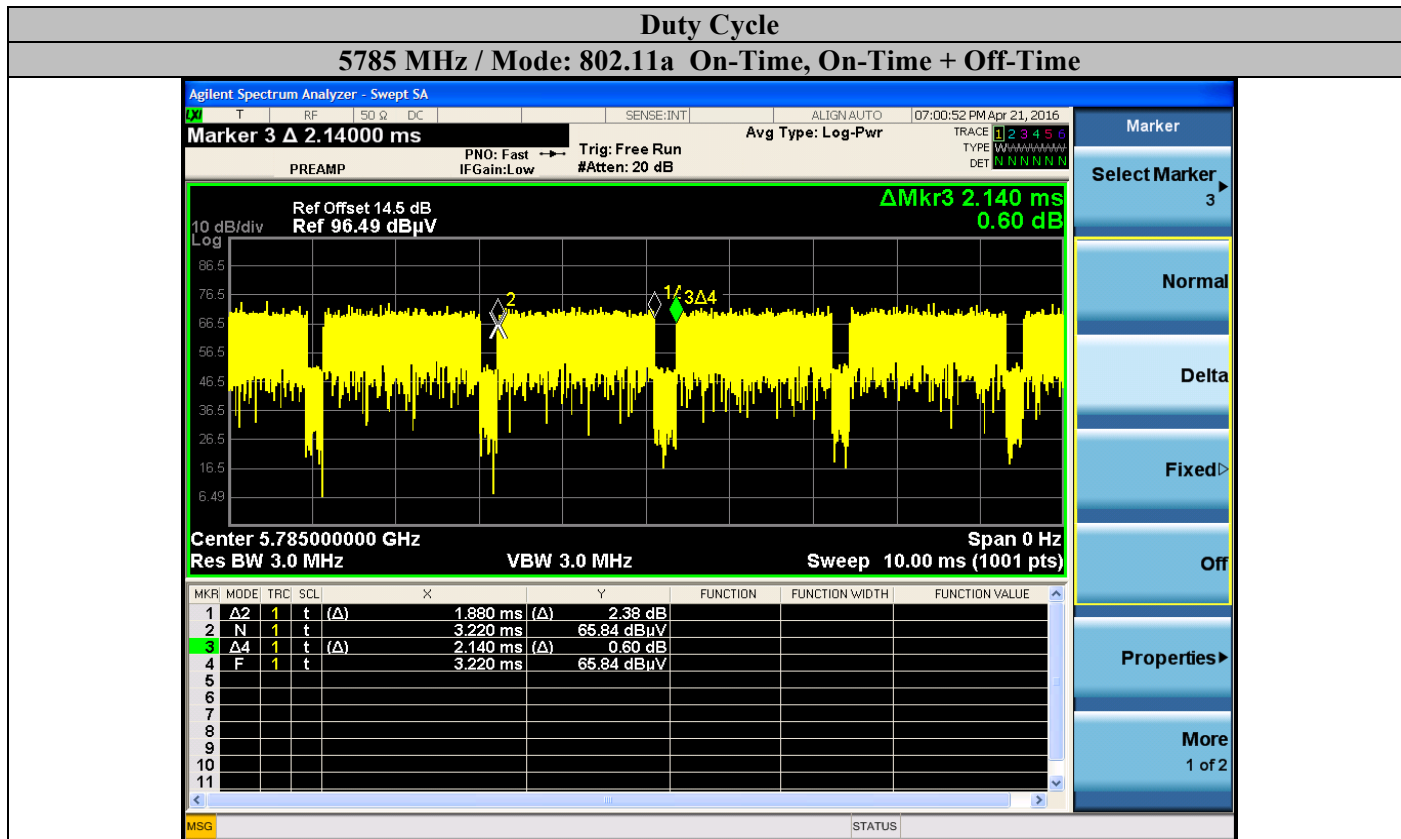 Duty Cycle
5785 MHz / Mode: 802.11a On-Time, On-Time + Off-Time
Agilent Spectrum Analyzer - Swept SA
LXI T RF 50 Ω DC SENSE:INT ALIGN AUTO 07:00:52 PM Apr 21, 2016
Marker 3 Δ 2.14000 ms
PREAMP
PNO: Fast
IFGain:Low
Trig: Free Run
#Atten: 20 dB
Avg Type: Log-Pwr
TRACE 1 2 3 4 5 6
TYPE WWWWWWW
DET N N N N N N
ΔMkr3 2.140 ms
0.60 dB
Ref Offset 14.5 dB
10 dB/div Ref 96.49 dBµV
Log
86.5
76.5
66.5
56.5
46.5
36.5
26.5
16.5
6.49
2
1
3Δ4
Center 5.785000000 GHz Span 0 Hz
Res BW 3.0 MHz VBW 3.0 MHz Sweep 10.00 ms (1001 pts)
MKR MODE TRC SCL X Y FUNCTION FUNCTION WIDTH FUNCTION VALUE
1 Δ2 1 t (Δ) 1.880 ms (Δ) 2.38 dB
2 N 1 t 3.220 ms 65.84 dBµV
3 Δ4 1 t (Δ) 2.140 ms (Δ) 0.60 dB
4 F 1 t 3.220 ms 65.84 dBµV
5
6
7
8
9
10
11
MSG STATUS
Marker
Select Marker
3
Normal
Delta
Fixed
Off
Properties
More
1 of 2